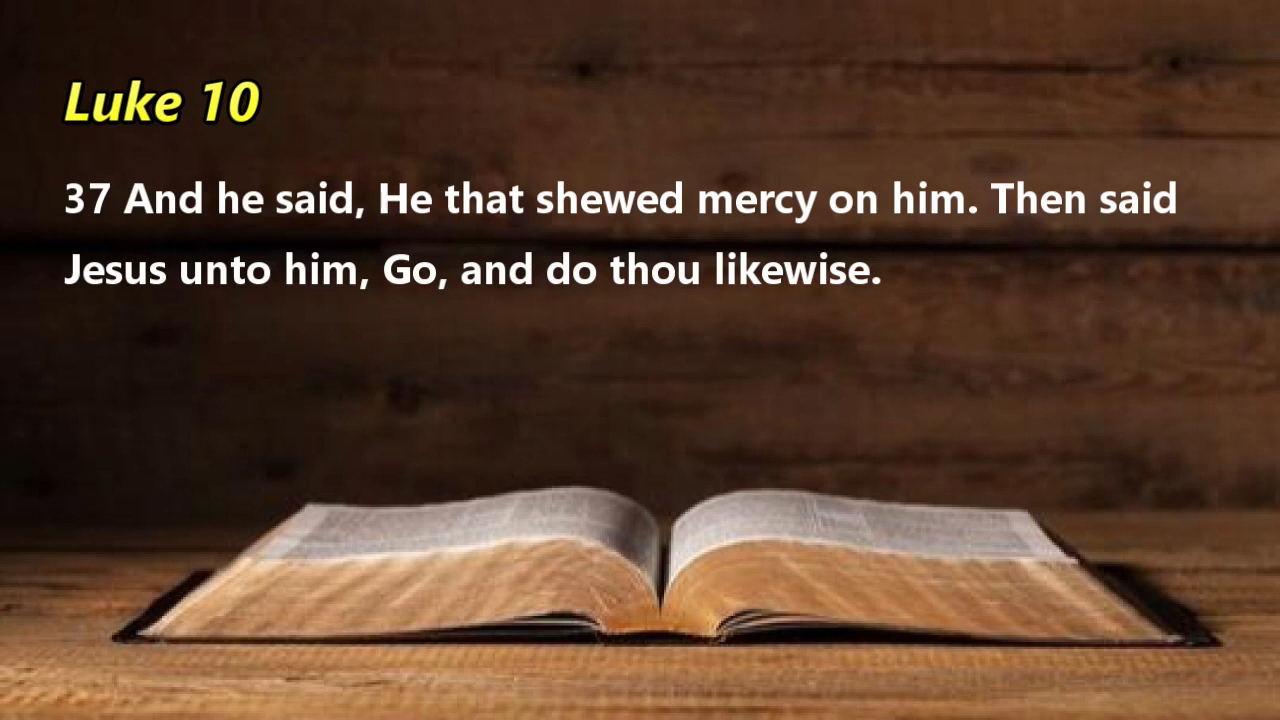 Luke 10
37 And he said, He that shewed mercy on him. Then said
Jesus unto him, Go, and do thou likewise.